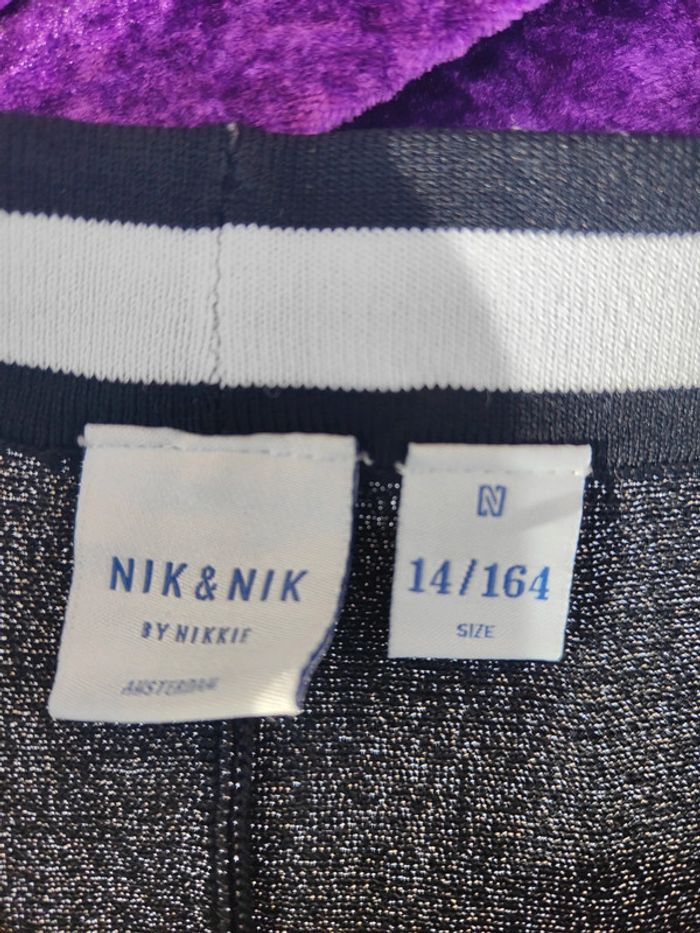 NIK & NIK
BY NIKKIE
AMSTERDAM
N
14/164
SIZE